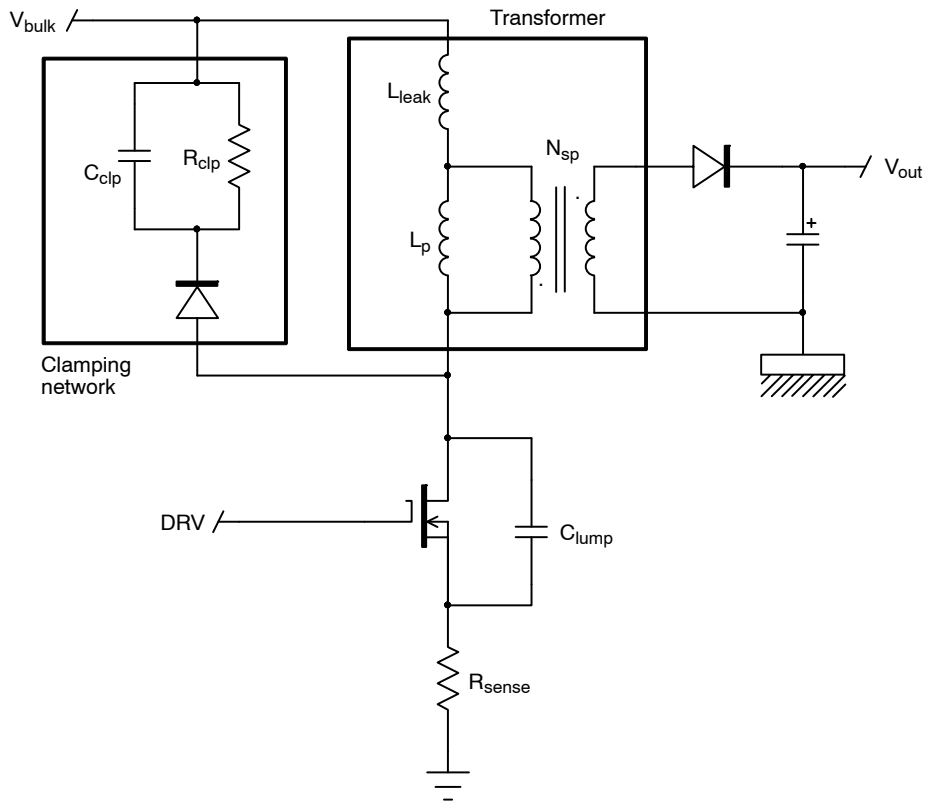 Transformer
Vbulk
Lleak
Nsp
Cclp
Rclp
Vout
+
Lp
Clamping
network
DRV
Clump
Rsense